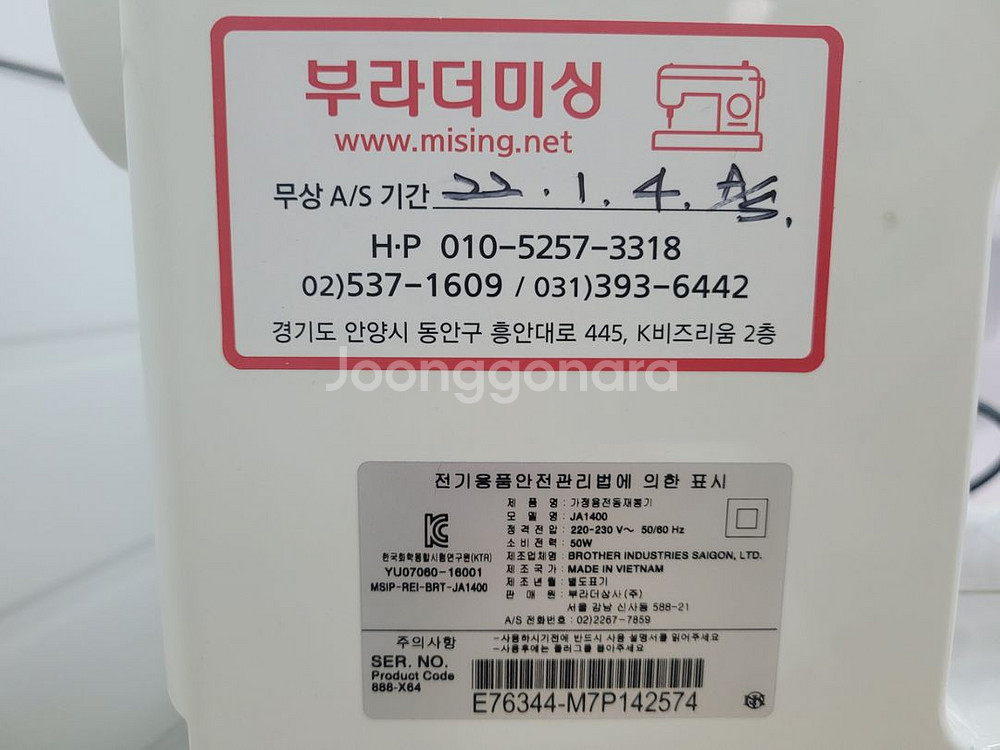 부라더미싱
www.mising.net
무상 A/S 기간 22.1.4. A/S.
H·P 010-5257-3318
02)537-1609 / 031)393-6442
경기도 안양시 동안구 흥안대로 445, K비즈리움 2층
Joonggonara
전기용품안전관리법에 의한 표시
제 품 명 : 가정용전동재봉기
모 델 명 : JA1400
정격전압 : 220-230 V~ 50/60 Hz
소비전력 : 50W
한국화학융합시험연구원(KTR)
제조업체명 : BROTHER INDUSTRIES SAIGON, LTD.
YU07060-16001
제조국가 : MADE IN VIETNAM
MSIP-REI-BRT-JA1400
제조년월 : 별도표기
판 매 원 : 부라더상사(주)
서울 강남 신사동 588-21
A/S 전화번호 : 02)2267-7859
주의사항
-사용하시기전에 반드시 사용 설명서를 읽어주세요
-사용후에는 플러그를 뽑아주세요
SER. NO.
Product Code
888-X64
E76344-M7P142574